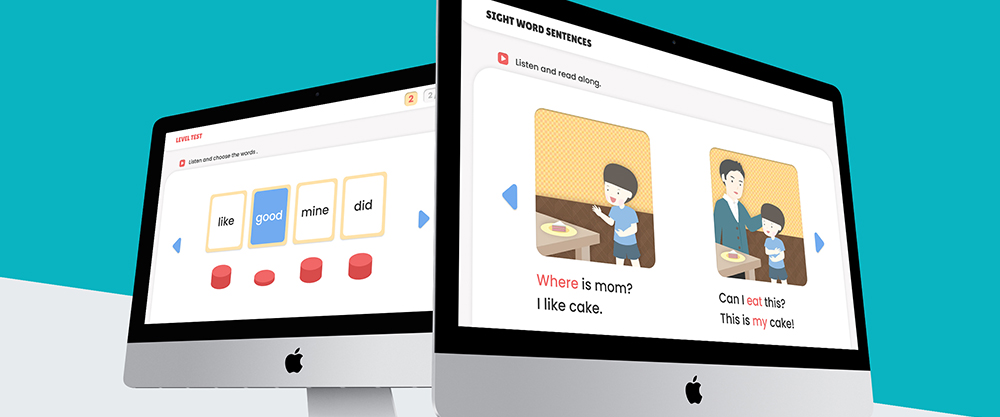 LEVEL TEST
Listen and choose the words.
2
2
like
good
mine
did
SIGHT WORD SENTENCES
Listen and read along.
Where is mom?
I like cake.
Can I eat this?
This is my cake!